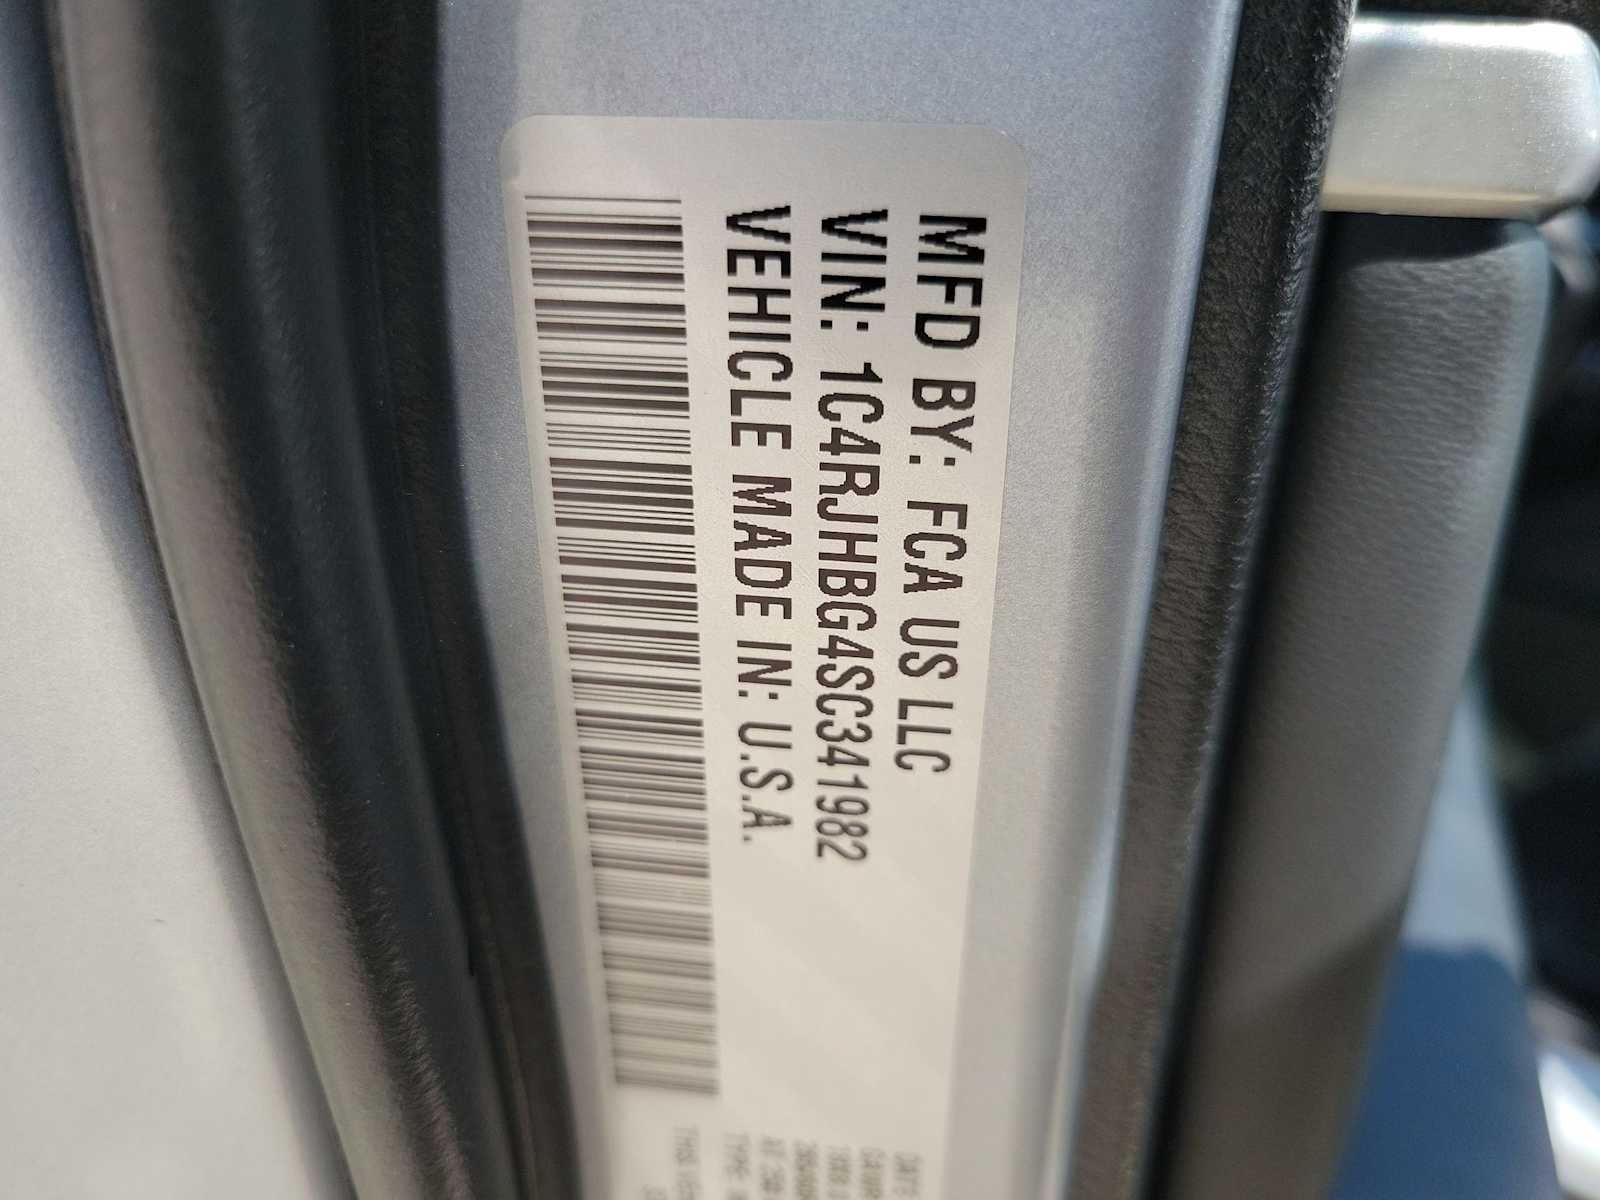 MFD BY: FCA US LLC
VIN: 1C4RJHBG4SC341982
VEHICLE MADE IN: U.S.A.